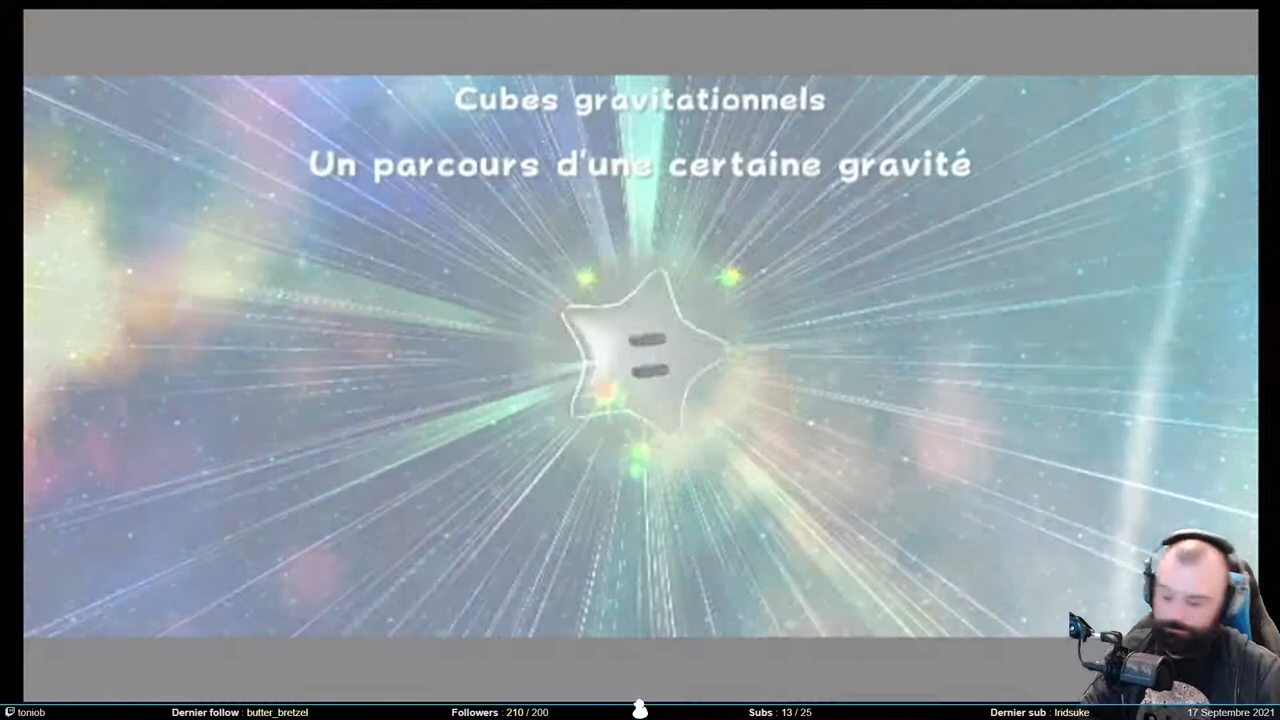 Cubes gravitationnels
Un parcours d'une certaine gravité
toniob
Dernier follow : butter_bretzel
Followers : 210 / 200
Subs : 13 / 25
Dernier sub : Iridsuke
17 Septembre 2021